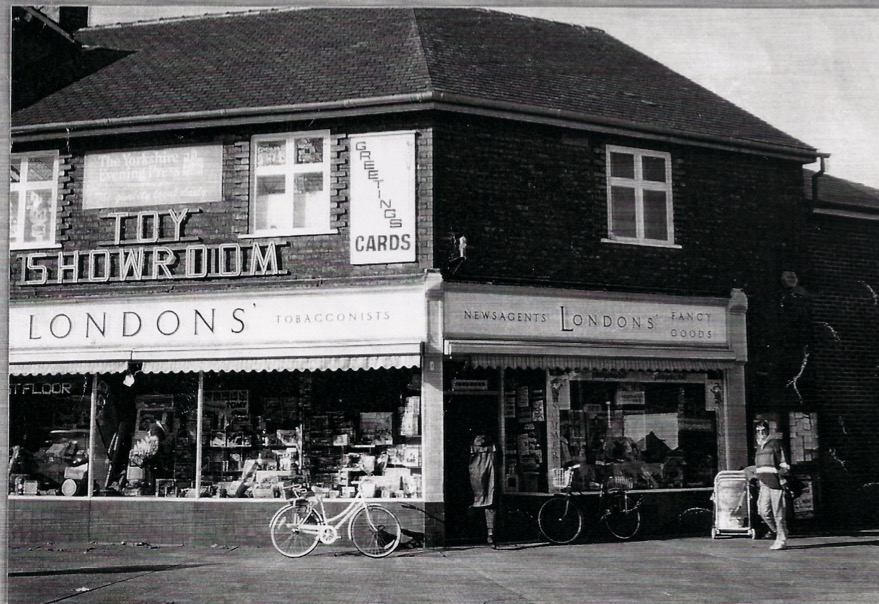 The Yorkshire
Evening Press
TOY
SHOWROOM
GREETINGS
CARDS
LONDONS' TOBACCONISTS
NEWSAGENTS LONDONS' FANCY
GOODS
FLOOR